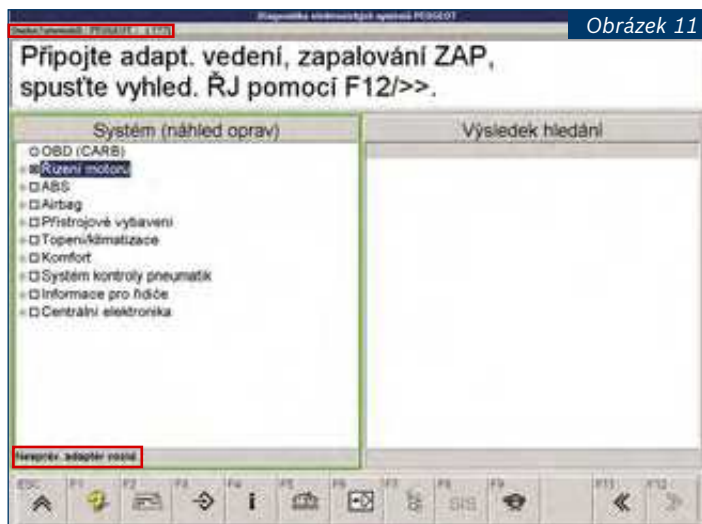 Diagnostika elektronických systémů PEUGEOT
Obrázek 11
Připojte adapt. vedení, zapalování ZAP,
spusťte vyhled. ŘJ pomocí F12/>>.
Systém (náhled oprav)
Výsledek hledání
OBD (CARB)
Řízení motoru
ABS
Airbag
Přístrojové vybavení
Topení/klimatizace
Komfort
Systém kontroly pneumatik
Informace pro řidiče
Centrální elektronika
adaptér
ESC F1 F2 F3 F4 F5 F6 F7 F8 F9 F11 F12
SIS